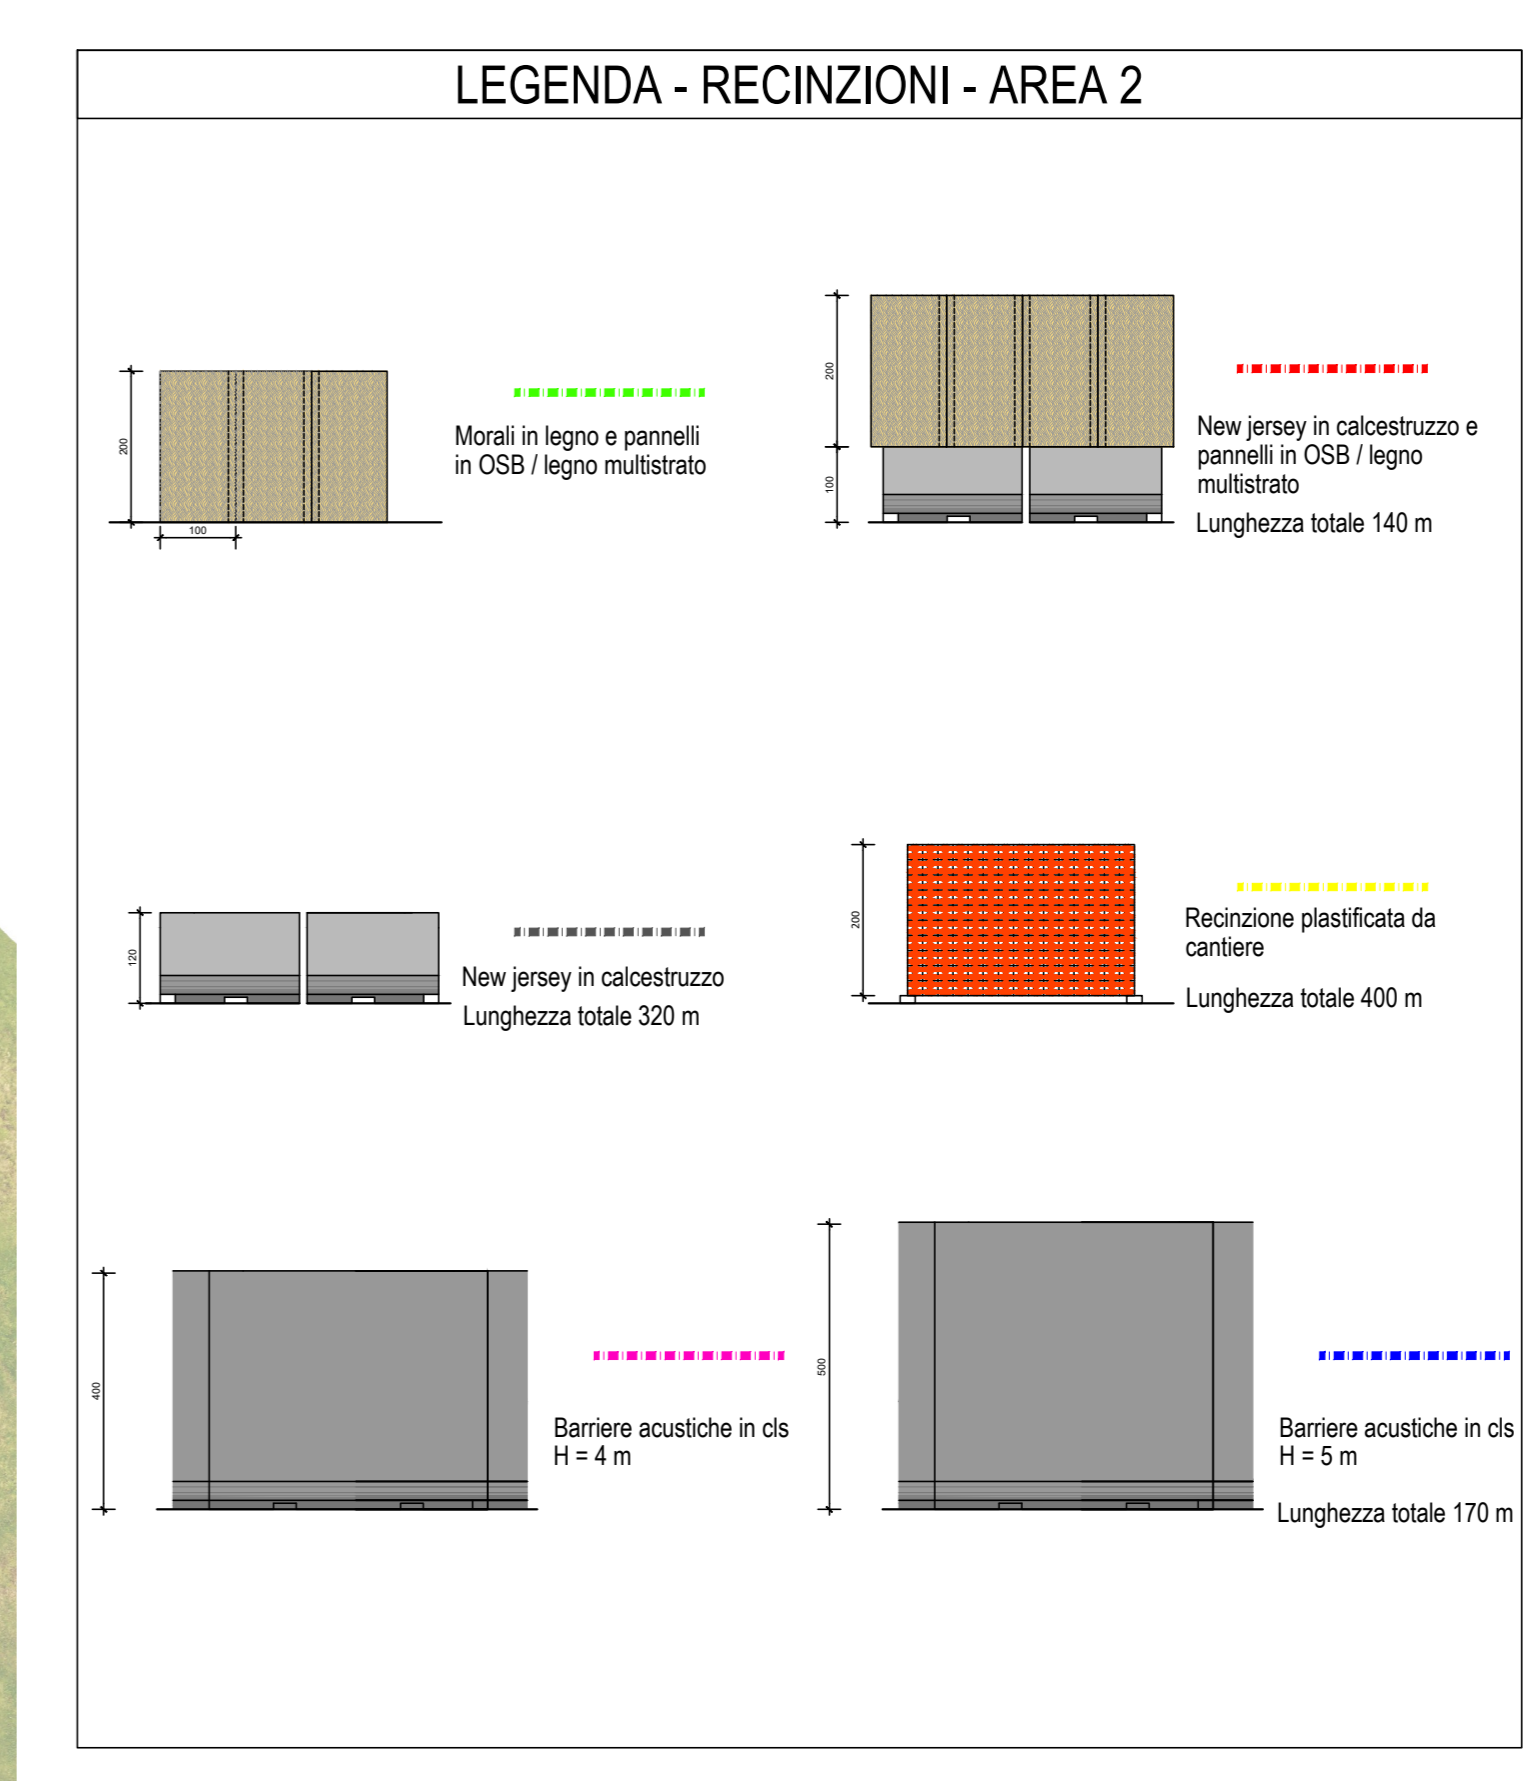 LEGENDA - RECINZIONI - AREA 2
200
100
Morali in legno e pannelli
in OSB / legno multistrato
200
100
New jersey in calcestruzzo e
pannelli in OSB / legno
multistrato
Lunghezza totale 140 m
120
New jersey in calcestruzzo
Lunghezza totale 320 m
200
Recinzione plastificata da
cantiere
Lunghezza totale 400 m
400
Barriere acustiche in cls
H = 4 m
500
Barriere acustiche in cls
H = 5 m
Lunghezza totale 170 m